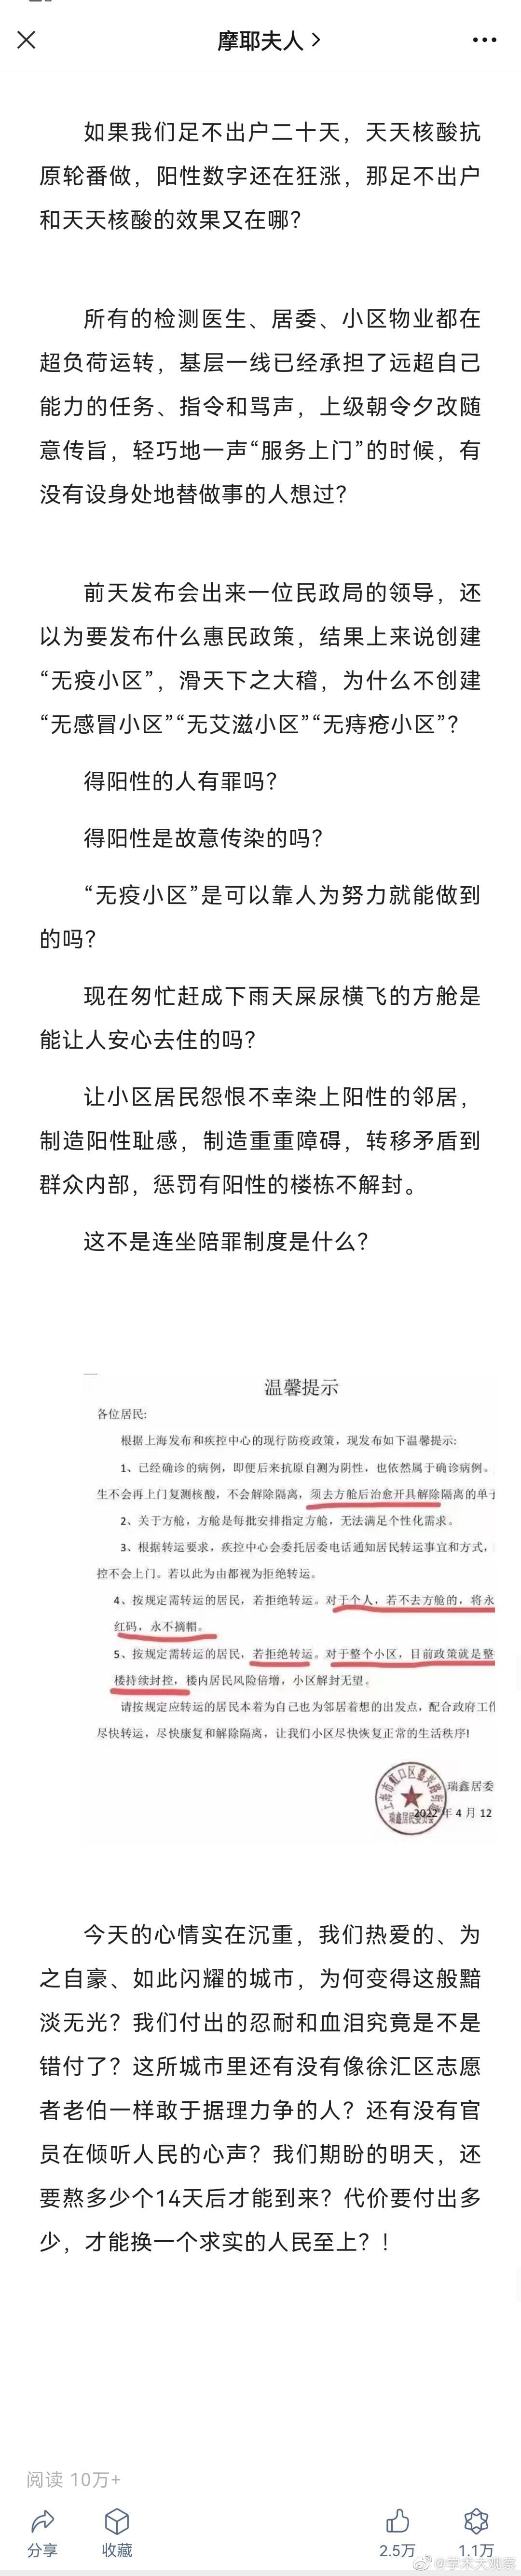 摩耶夫人
如果我们足不出户二十天，天天核酸抗
原轮番做，阳性数字还在狂涨，那足不出户
和天天核酸的效果又在哪？
所有的检测医生、居委、小区物业都在
超负荷运转，基层一线已经承担了远超自己
能力的任务、指令和骂声，上级朝令夕改随
意传旨，轻巧地一声“服务上门”的时候，有
没有设身处地替做事的人想过？
前天发布会出来一位民政局的领导，还
以为要发布什么惠民政策，结果上来说创建
“无疫小区”，滑天下之大稽，为什么不创建
“无感冒小区”“无艾滋小区”“无痔疮小区”？
得阳性的人有罪吗？
得阳性是故意传染的吗？
“无疫小区”是可以靠人为努力就能做到
的吗？
现在匆忙赶成下雨天屎尿横飞的方舱是
能让人安心去住的吗？
让小区居民怨恨不幸染上阳性的邻居，
制造阳性耻感，制造重重障碍，转移矛盾到
群众内部，惩罚有阳性的楼栋不解封。
这不是连坐陪罪制度是什么？
温馨提示
各位居民:
根据上海发布和疾控中心的现行防疫政策，现发布如下温馨提示:
1、已经确诊的病例，即便后来抗原自测为阴性，也依然属于确诊病例。
生不会再上门复测核酸，不会解除隔离，须去方舱后治愈开具解除隔离的单子
2、关于方舱，方舱是每批安排指定方舱，无法满足个性化需求。
3、根据转运要求，疾控中心会委托居委电话通知居民转运事宜和方式，
控不会上门。若以此为由都视为拒绝转运。
4、按规定需转运的居民，若拒绝转运。对于个人，若不去方舱的，将永
红码，永不摘帽。
5、按规定需转运的居民，若拒绝转运。对于整个小区，目前政策就是整
楼持续封控，楼内居民风险倍增，小区解封无望。
请按规定应转运的居民本着为自己也为邻居着想的出发点，配合政府工作
尽快转运，尽快康复和解除隔离，让我们小区尽快恢复正常的生活秩序!
瑞鑫居委
2022 年 4 月 12
今天的心情实在沉重，我们热爱的、为
之自豪、如此闪耀的城市，为何变得这般黯
淡无光？我们付出的忍耐和血泪究竟是不是
错付了？这所城市里还有没有像徐汇区志愿
者老伯一样敢于据理力争的人？还有没有官
员在倾听人民的心声？我们期盼的明天，还
要熬多少个14天后才能到来？代价要付出多
少，才能换一个求实的人民至上？！
阅读 10万+
分享
收藏
2.5万
1.1万
@学术大观察